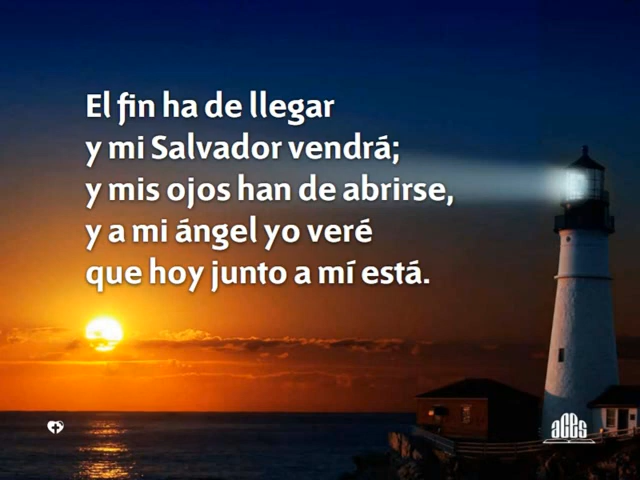 El fin ha de llegar
y mi Salvador vendrá;
y mis ojos han de abrirse,
y a mi ángel yo veré
que hoy junto a mí está.
aces